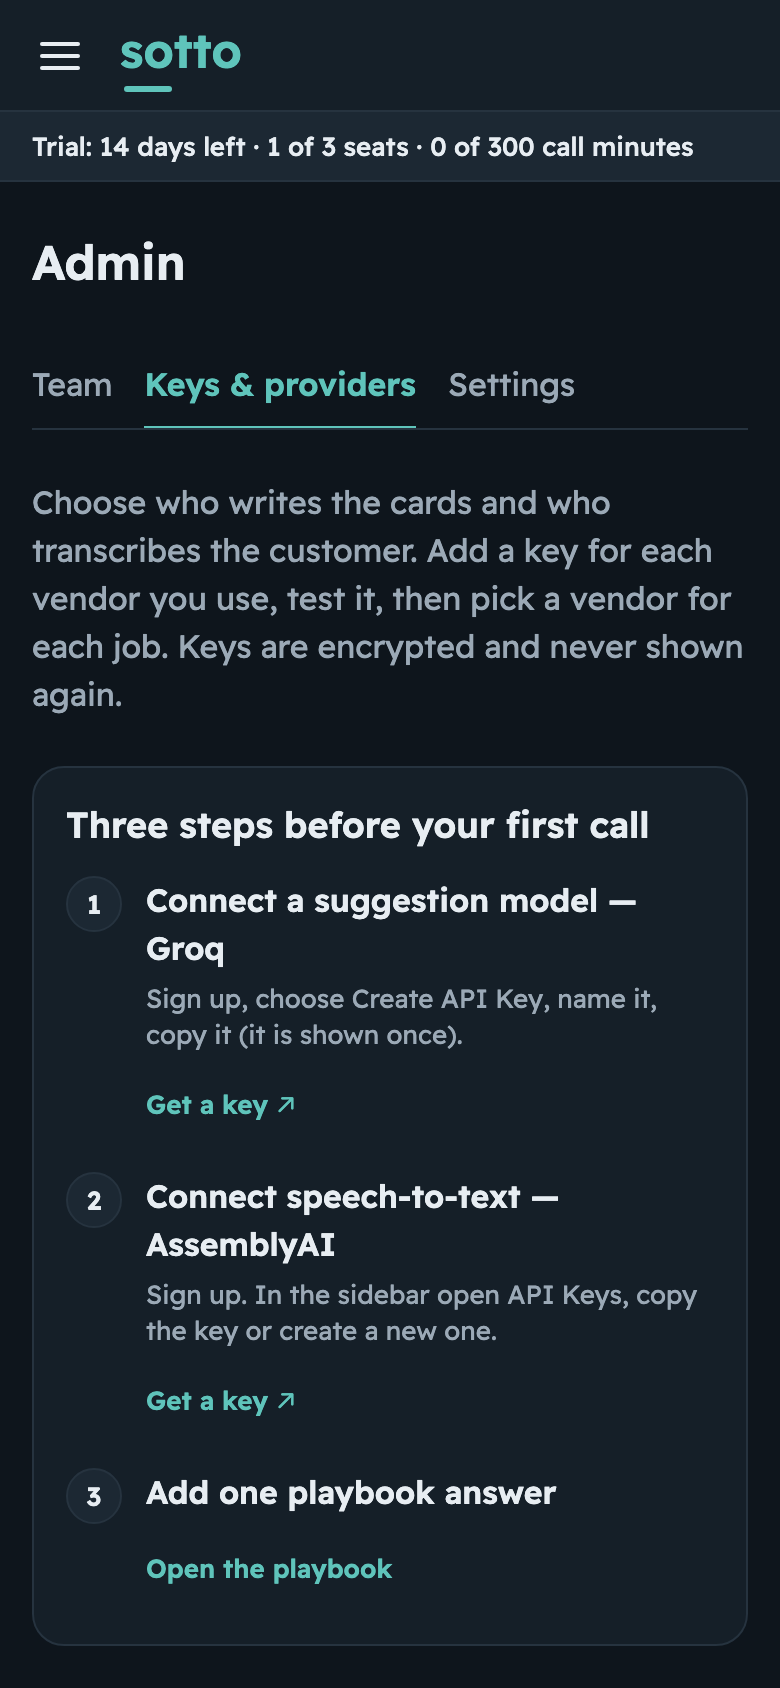 sotto
Trial: 14 days left · 1 of 3 seats · 0 of 300 call minutes
Admin
Team Keys & providers Settings
Choose who writes the cards and who
transcribes the customer. Add a key for each
vendor you use, test it, then pick a vendor for
each job. Keys are encrypted and never shown
again.
Three steps before your first call
1 Connect a suggestion model —
Groq
Sign up, choose Create API Key, name it,
copy it (it is shown once).
Get a key ↗
2 Connect speech-to-text —
AssemblyAI
Sign up. In the sidebar open API Keys, copy
the key or create a new one.
Get a key ↗
3 Add one playbook answer
Open the playbook